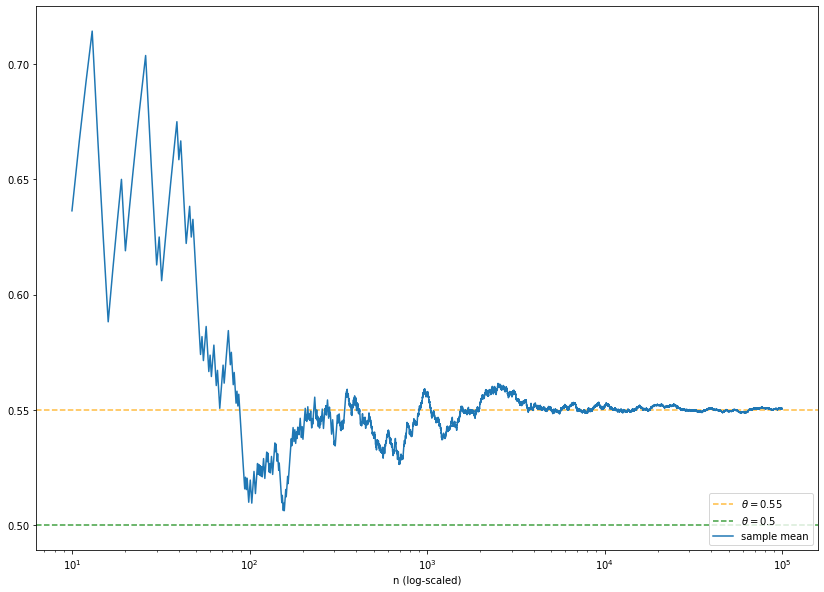 0.70
0.65
0.60
0.55
0.50
10¹
10²
10³
10⁴
10⁵
n (log-scaled)
θ = 0.55
θ = 0.5
sample mean